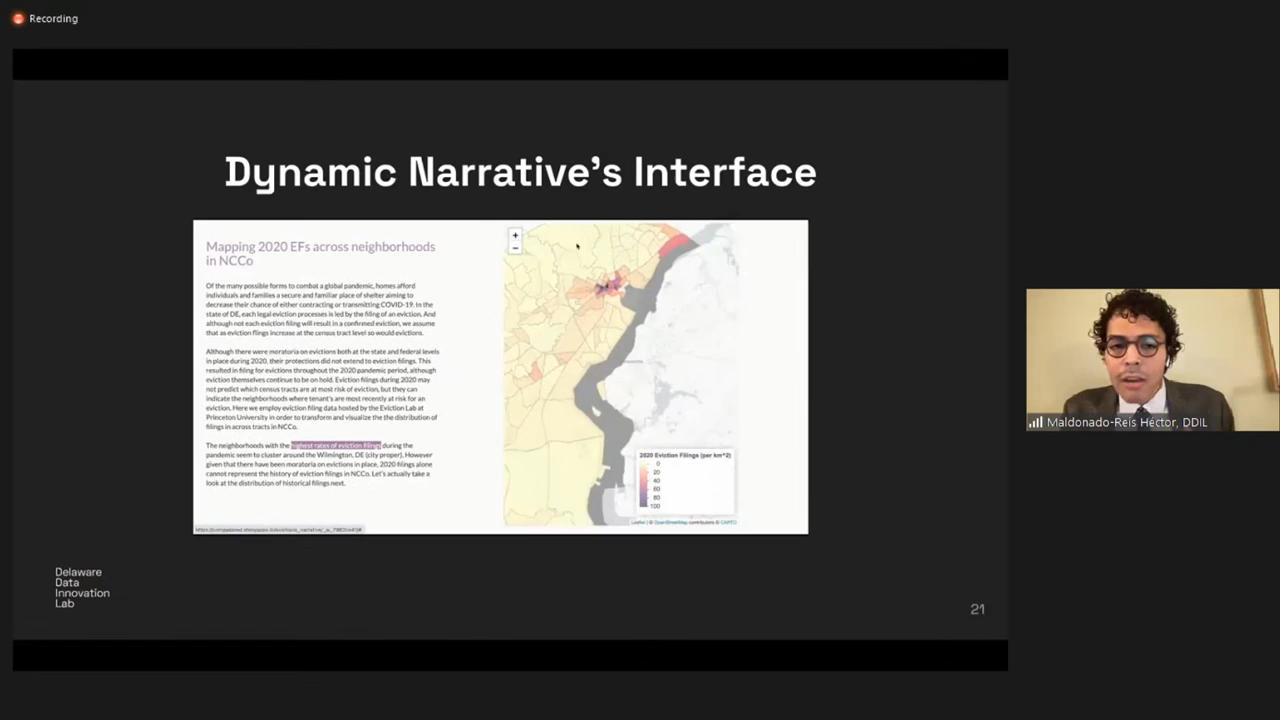 Recording
Dynamic Narrative's Interface
Mapping 2020 EFs across neighborhoods
in NCCo
Of the many possible forms to combat a global pandemic, homes afford
individuals and families a secure and familiar place of shelter aiming to
decrease their chance of either contracting or transmitting COVID-19. In the
state of DE, each legal eviction processes is led by the filing of an eviction. And
although not each eviction filing will result in a confirmed eviction, we assume
that as eviction flings increase at the census tract level so would evictions.
Although there were moratoria on evictions both at the state and federal levels
in place during 2020, their protections did not extend to eviction filings. This
resulted in filing for evictions throughout the 2020 pandemic period, although
eviction themselves continue to be on hold. Eviction filings during 2020 may
not predict which census tracts are at most risk of eviction, but they can
indicate the neighborhoods where tenant's are most recently at risk for an
eviction. Here we employ eviction filing data hosted by the Eviction Lab at
Princeton University in order to transform and visualize the the distribution of
filings in across tracts in NCCo.
The neighborhoods with the highest rates of eviction filings during the
pandemic seem to cluster around the Wilmington, DE (city proper). However
given that there have been moratoria on evictions in place, 2020 filings alone
cannot represent the history of eviction filings in NCCo. Let's actually take a
look at the distribution of historical filings next.
+
−
2020 Eviction Filings (per km^2)
0
20
40
60
80
100
Leaflet | © OpenStreetMap contributors © CARTO
Delaware
Data
Innovation
Lab
21
Maldonado-Reis Héctor, DDIL